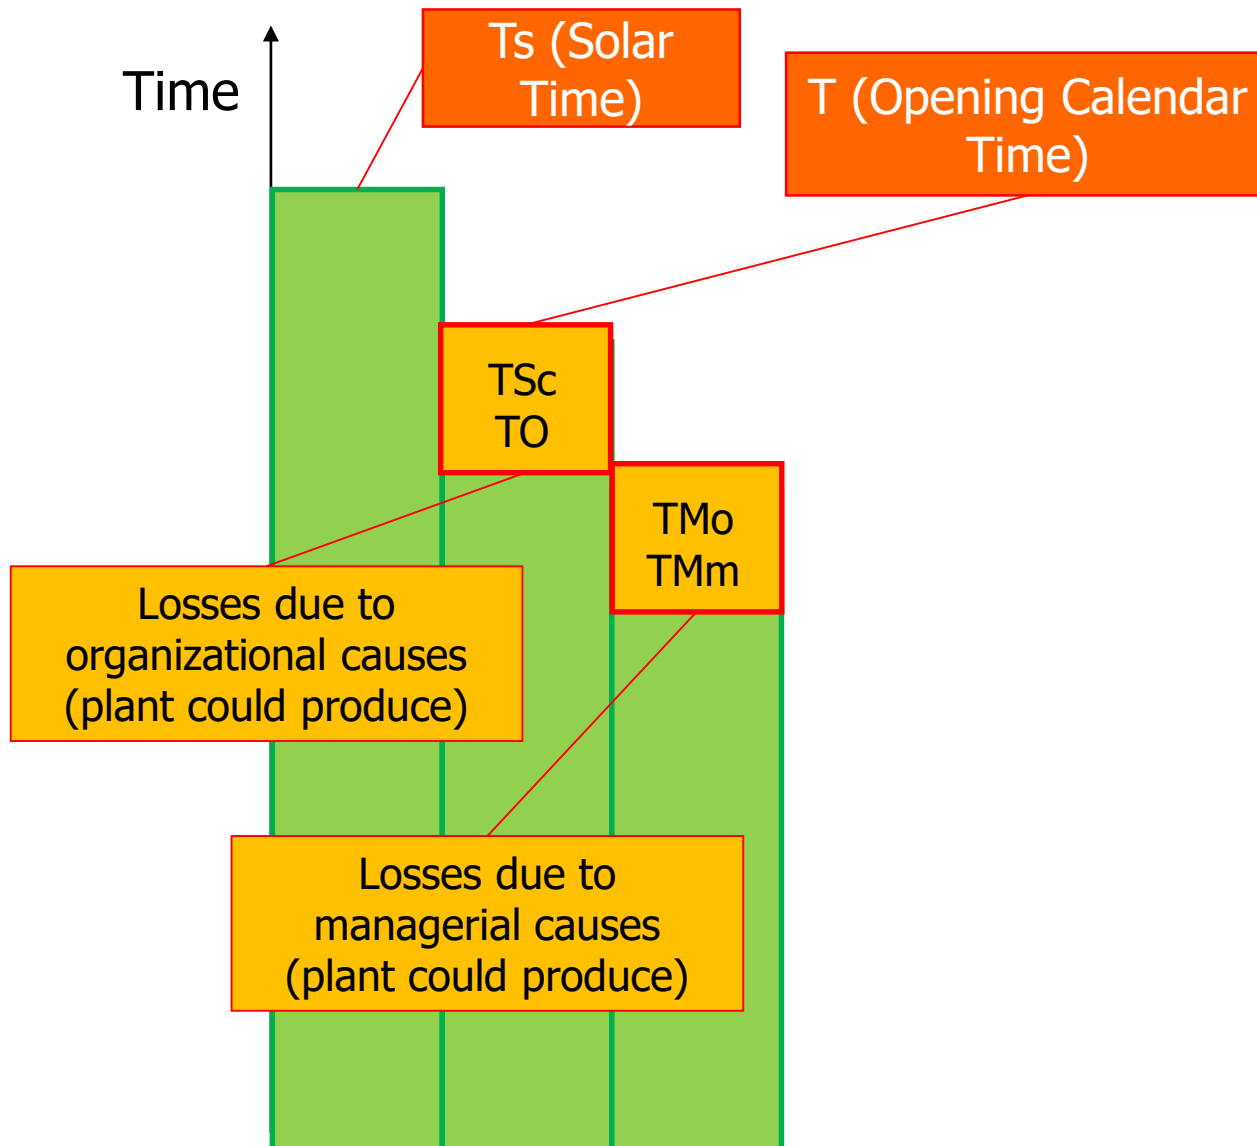 Time
Ts (Solar
Time)
T (Opening Calendar
Time)
TSc
TO
TMo
TMm
Losses due to
organizational causes
(plant could produce)
Losses due to
managerial causes
(plant could produce)